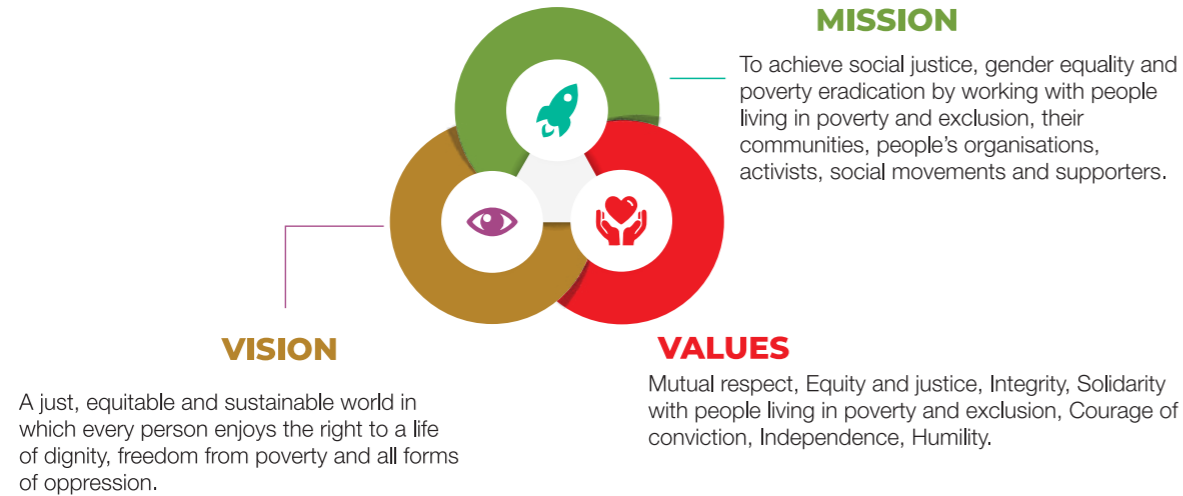 MISSION
To achieve social justice, gender equality and
poverty eradication by working with people
living in poverty and exclusion, their
communities, people’s organisations,
activists, social movements and supporters.
VISION
A just, equitable and sustainable world in
which every person enjoys the right to a life
of dignity, freedom from poverty and all forms
of oppression.
VALUES
Mutual respect, Equity and justice, Integrity, Solidarity
with people living in poverty and exclusion, Courage of
conviction, Independence, Humility.